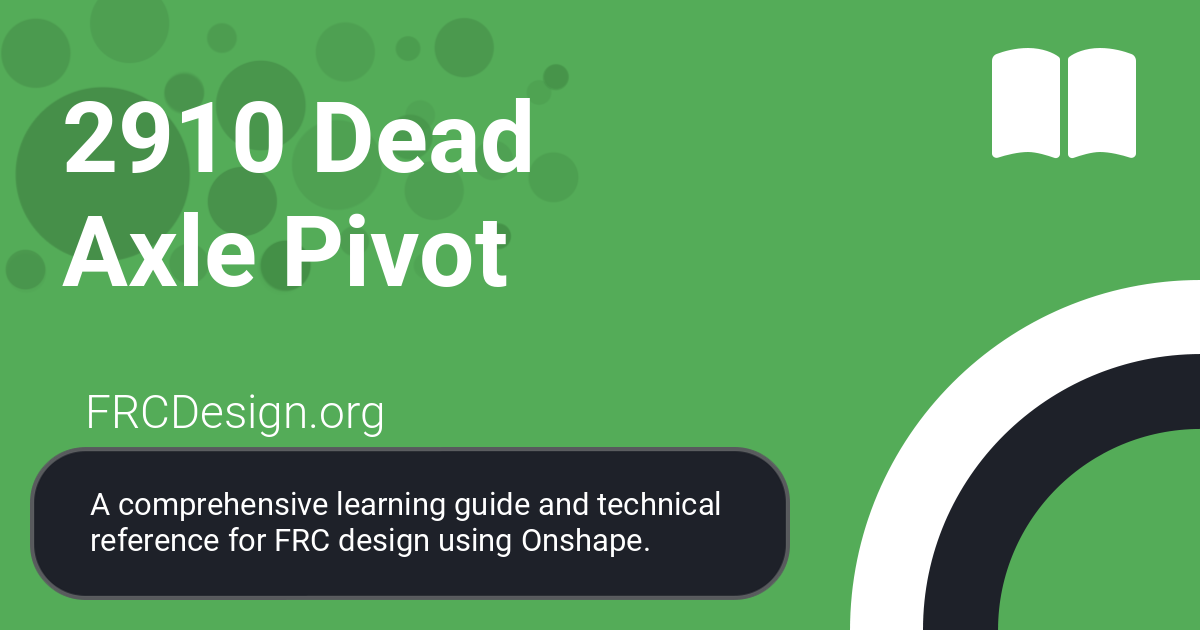 2910 Dead
Axle Pivot
FRCDesign.org
A comprehensive learning guide and technical
reference for FRC design using Onshape.